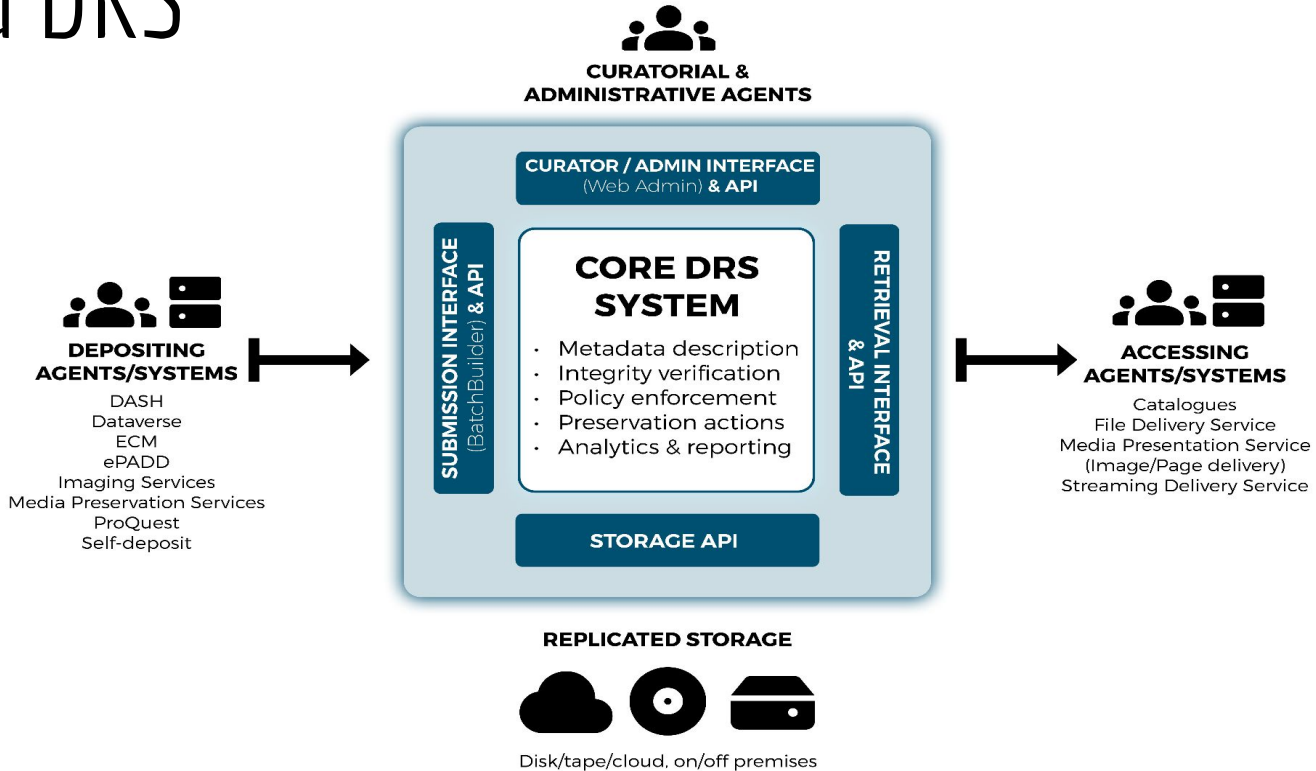 DRS
CURATORIAL &
ADMINISTRATIVE AGENTS
CURATOR / ADMIN INTERFACE
(Web Admin) & API
SUBMISSION INTERFACE
(BatchBuilder) & API
CORE DRS
SYSTEM
· Metadata description
· Integrity verification
· Policy enforcement
· Preservation actions
· Analytics & reporting
RETRIEVAL INTERFACE
& API
STORAGE API
DEPOSITING
AGENTS/SYSTEMS
DASH
Dataverse
ECM
ePADD
Imaging Services
Media Preservation Services
ProQuest
Self-deposit
ACCESSING
AGENTS/SYSTEMS
Catalogues
File Delivery Service
Media Presentation Service
(Image/Page delivery)
Streaming Delivery Service
REPLICATED STORAGE
Disk/tape/cloud, on/off premises